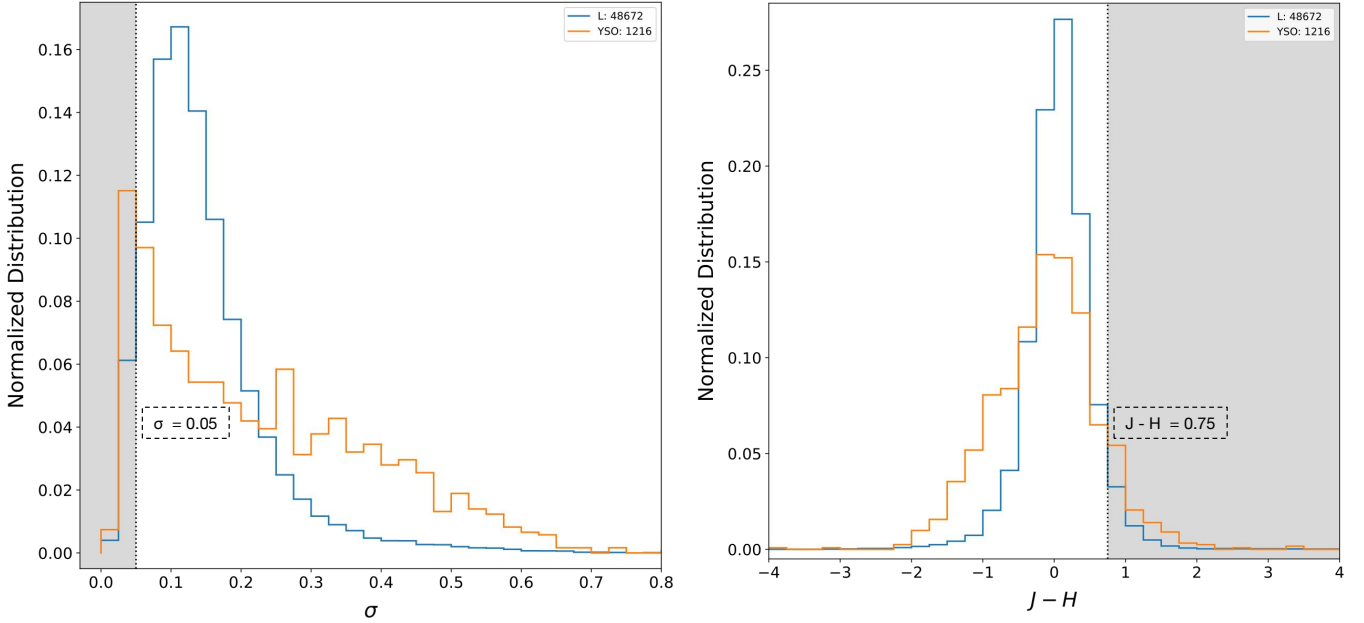 L: 48672
YSO: 1216
Normalized Distribution
0.16
0.14
0.12
0.10
0.08
0.06
0.04
0.02
0.00
σ = 0.05
0.0 0.1 0.2 0.3 0.4 0.5 0.6 0.7 0.8
σ
L: 48672
YSO: 1216
Normalized Distribution
0.25
0.20
0.15
0.10
0.05
0.00
J - H = 0.75
−4 −3 −2 −1 0 1 2 3 4
J − H